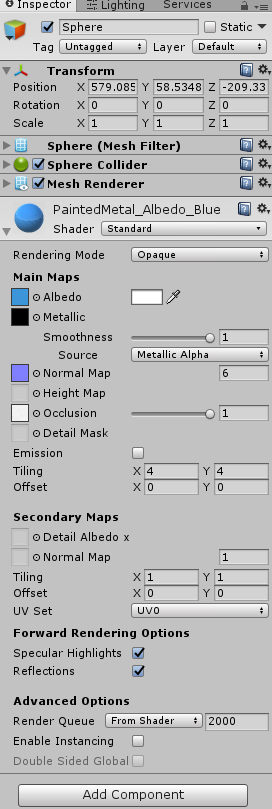 Inspector Lighting Services
Sphere Static
Tag Untagged Layer Default
Transform
Position X 579.085 Y 58.5348 Z -209.33
Rotation X 0 Y 0 Z 0
Scale X 1 Y 1 Z 1
Sphere (Mesh Filter)
Sphere Collider
Mesh Renderer
PaintedMetal_Albedo_Blue
Shader Standard
Rendering Mode Opaque
Main Maps
Albedo
Metallic
Smoothness 1
Source Metallic Alpha
Normal Map 6
Height Map
Occlusion 1
Detail Mask
Emission
Tiling X 4 Y 4
Offset X 0 Y 0
Secondary Maps
Detail Albedo x
Normal Map 1
Tiling X 1 Y 1
Offset X 0 Y 0
UV Set UV0
Forward Rendering Options
Specular Highlights
Reflections
Advanced Options
Render Queue From Shader 2000
Enable Instancing
Double Sided Global
Add Component